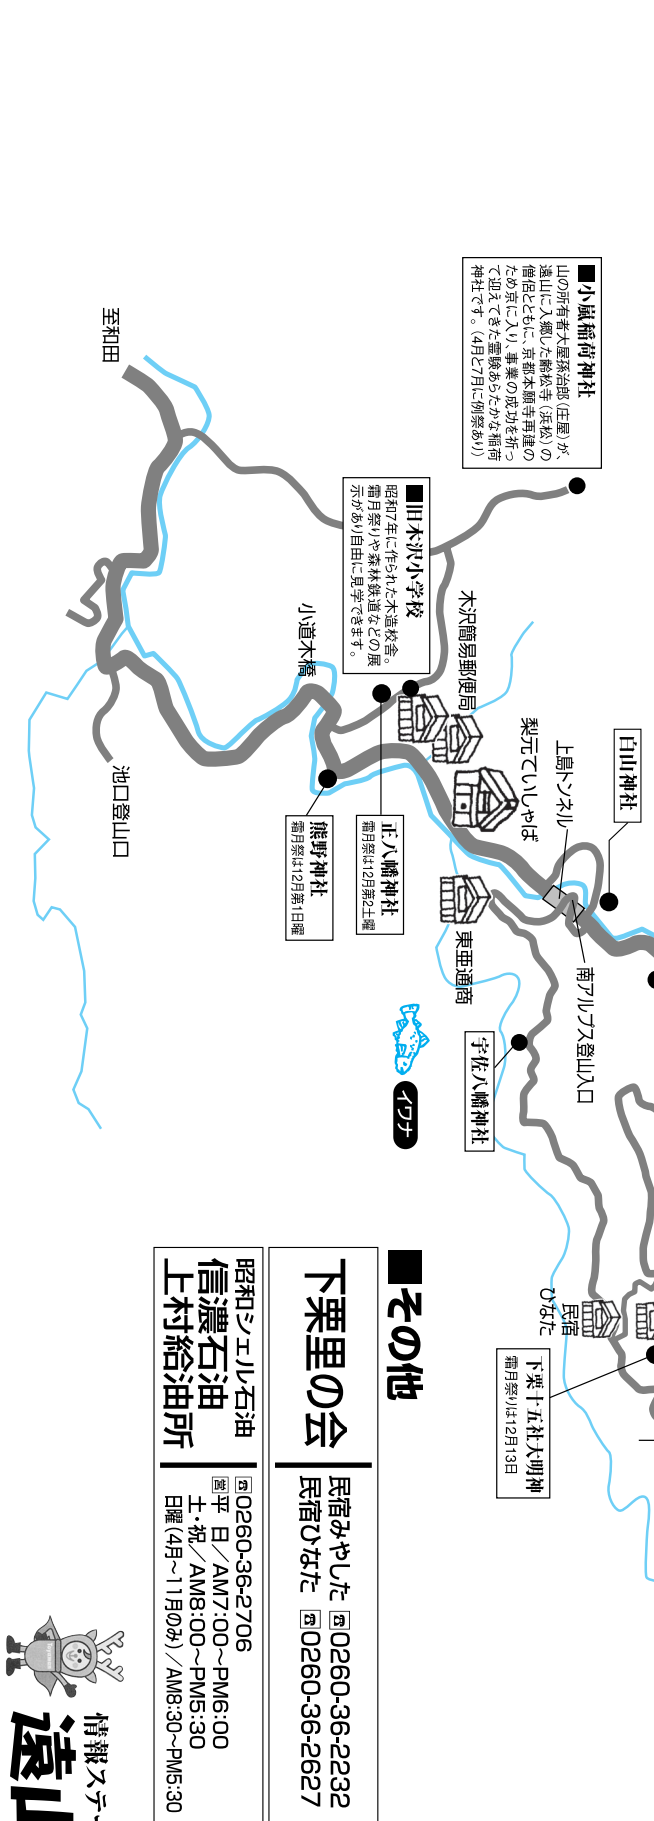 ■小嵐稲荷神社
山の所有者大屋孫治郎(庄屋)が、
遠山に入郷した齢松寺(浜松)の
僧侶とともに、京都本願寺再建の
ため京に入り、事業の成功を祈っ
て迎えてきた霊験あらたかな稲荷
神社です。(4月と7月に例祭あり)
至和田
■旧木沢小学校
昭和7年に作られた木造校舎。
霜月祭りや森林鉄道などの展
示があり自由に見学できます。
木沢簡易郵便局
小道木橋
梨元ていしゃば
上島トンネル
白山神社
池口登山口
正八幡神社
霜月祭は12月第2土曜
熊野神社
霜月祭は12月第1日曜
東亜通商
南アルプス登山入口
宇佐八幡神社
イワナ
民宿
ひなた
下栗十五社大明神
霜月祭りは12月13日
■その他
下栗里の会
民宿みやした ☎0260-36-2232
民宿ひなた ☎0260-36-2627
昭和シェル石油
信濃石油
上村給油所
☎0260-36-2706
営平 日/AM7:00~PM6:00
土・祝/AM8:00~PM5:30
日曜(4月~11月のみ)/AM8:30~PM5:30
情報ステー
遠山